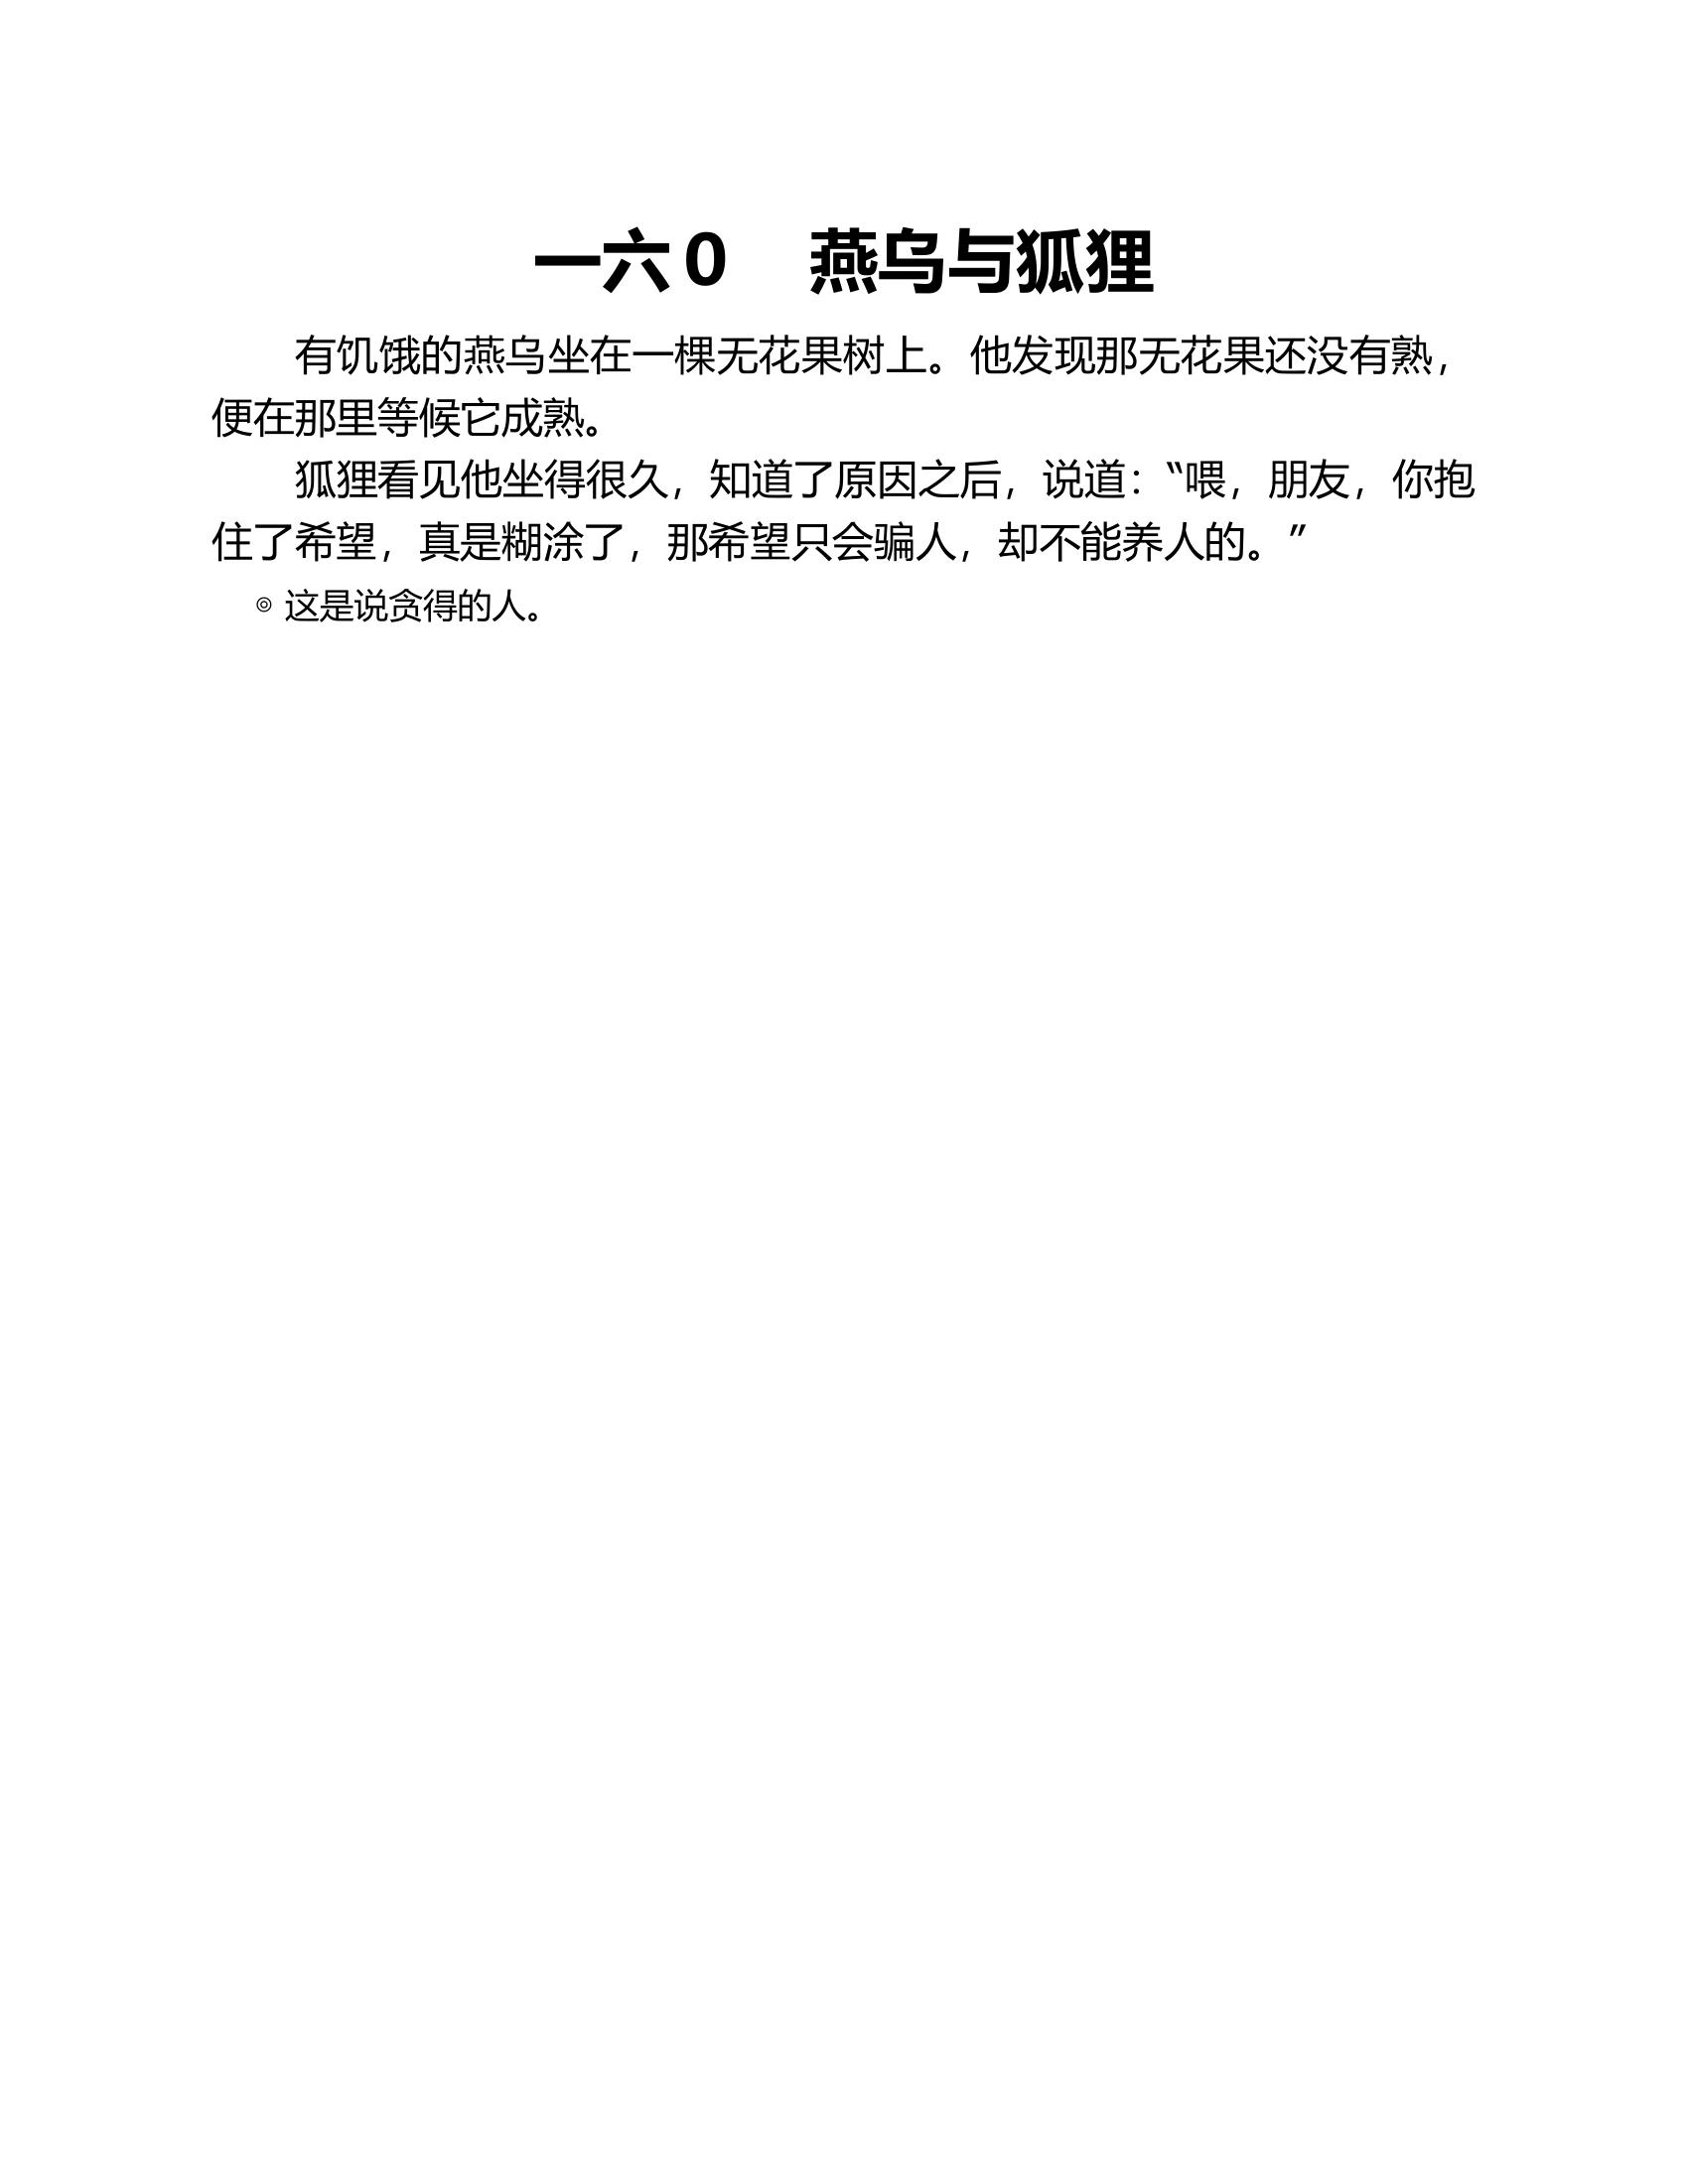 一六0　燕乌与狐狸
有饥饿的燕乌坐在一棵无花果树上。他发现那无花果还没有熟，
便在那里等候它成熟。
狐狸看见他坐得很久，知道了原因之后，说道：“喂，朋友，你抱
住了希望，真是糊涂了，那希望只会骗人，却不能养人的。”
◎ 这是说贪得的人。